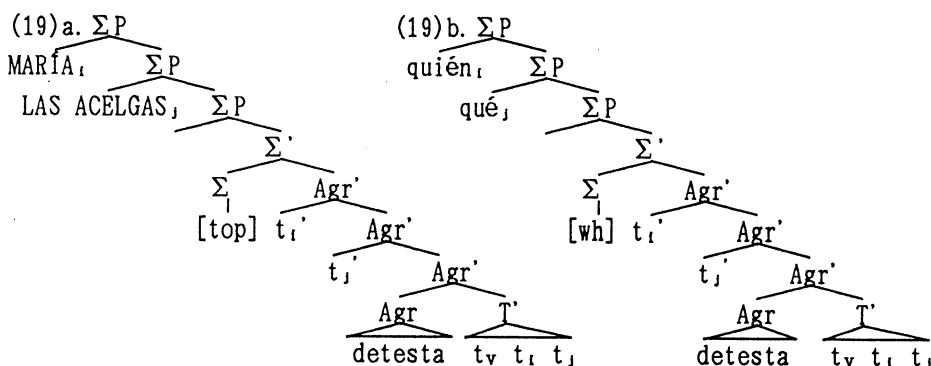 (19)a. ΣP (19)b. ΣP
MARÍAᵢ ΣP quiénᵢ ΣP
LAS ACELGASⱼ ΣP quéⱼ ΣP
Σ' Σ'
Σ Agr' Σ Agr'
[top] tᵢ' Agr' [wh] tᵢ' Agr'
tⱼ' Agr' tⱼ' Agr'
Agr T' Agr T'
detesta tᵥ tᵢ tⱼ detesta tᵥ tᵢ tⱼ